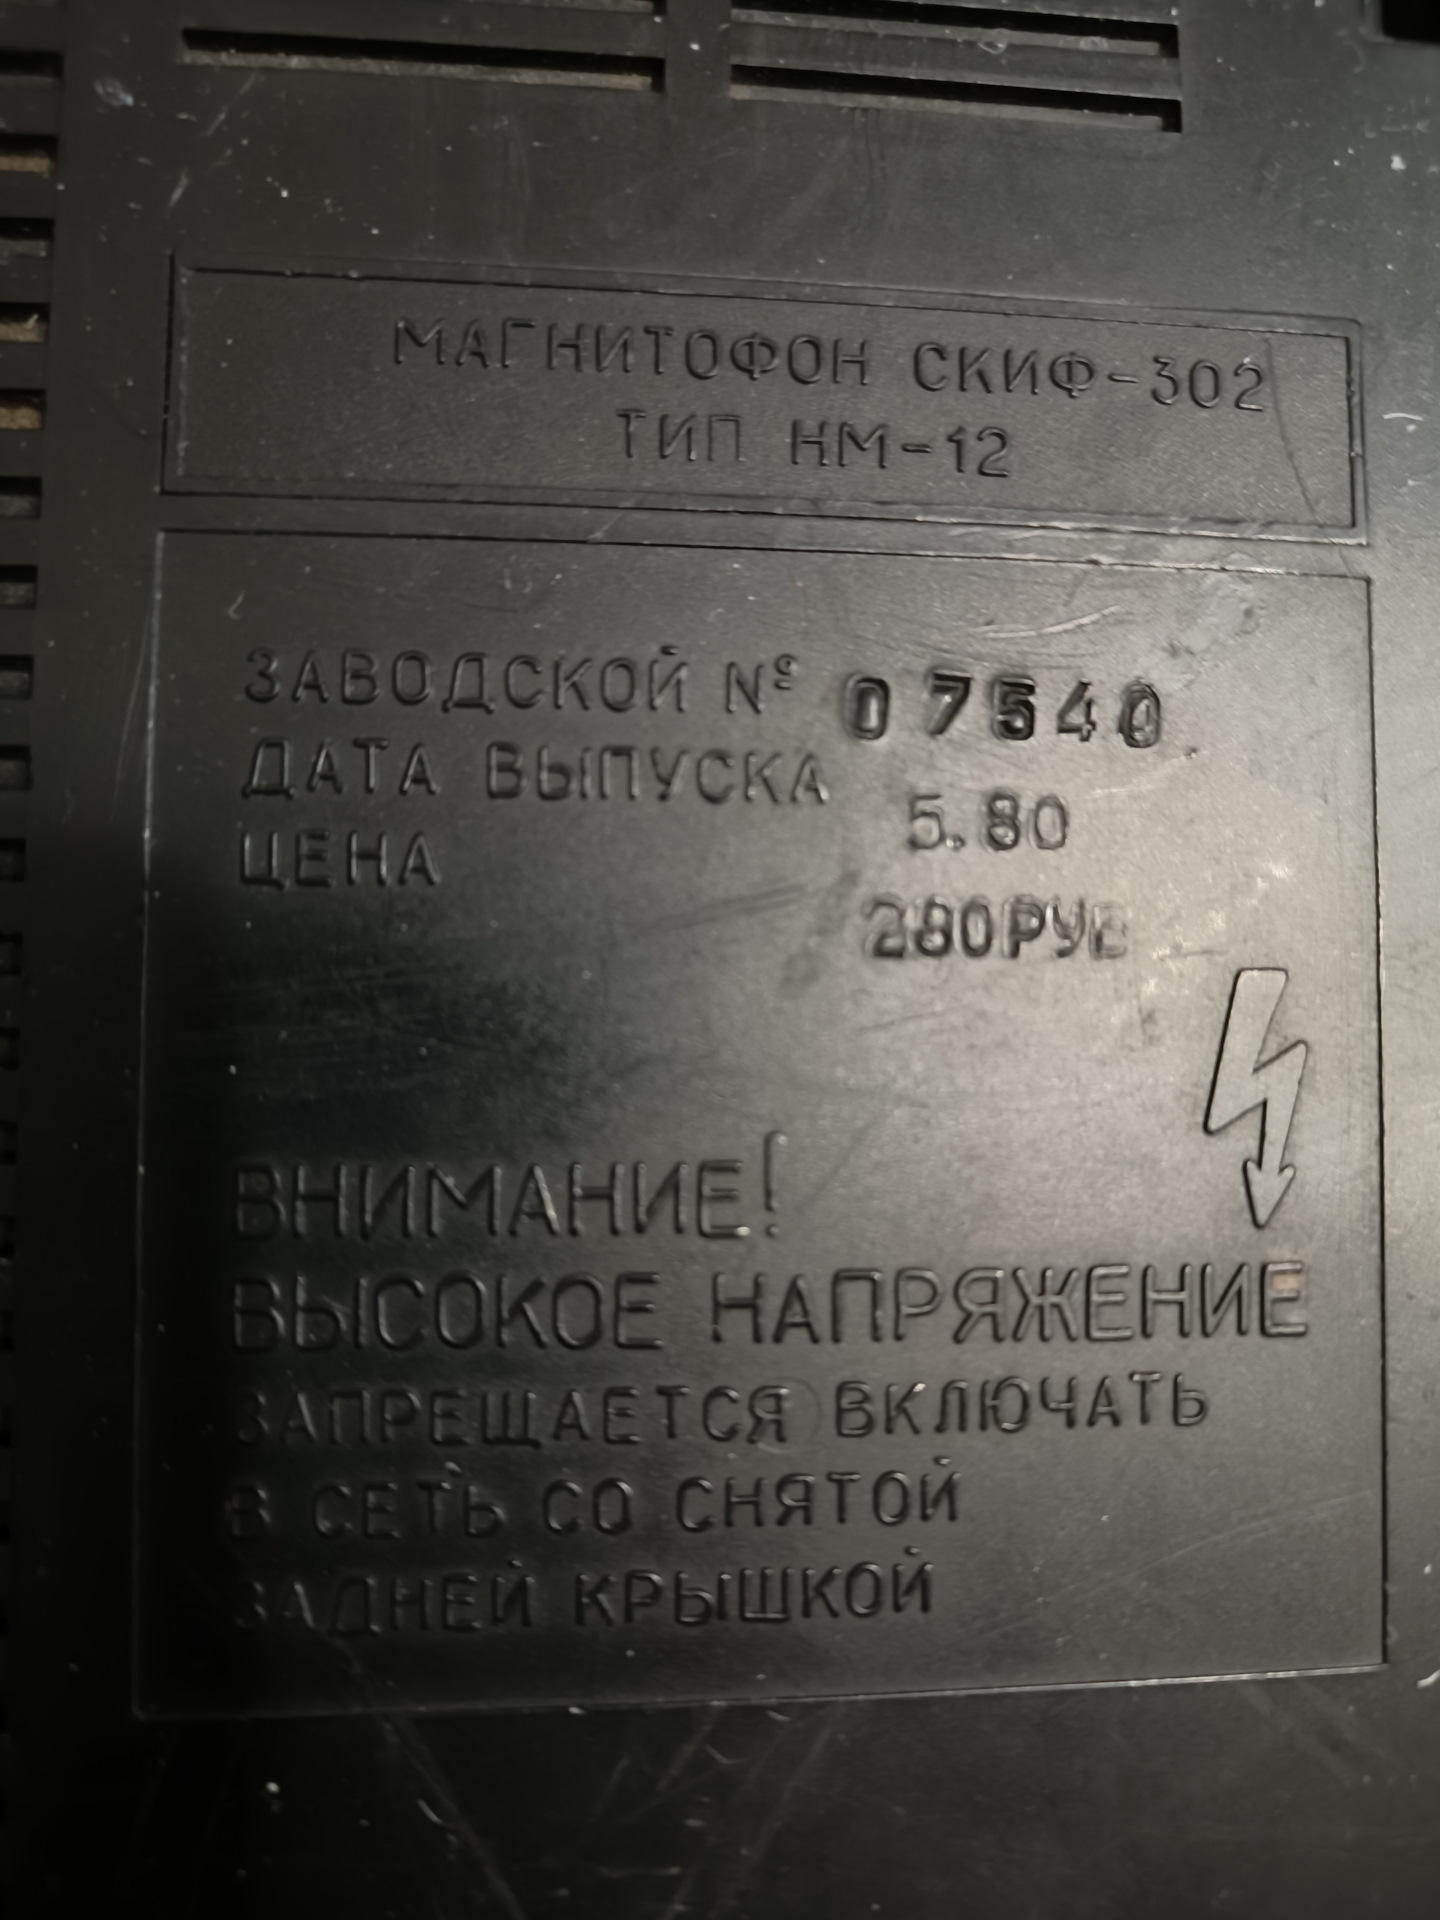 МАГНИТОФОН СКИФ-302
ТИП НМ-12
ЗАВОДСКОЙ № 07540
ДАТА ВЫПУСКА 5.80
ЦЕНА 280РУБ
ВНИМАНИЕ!
ВЫСОКОЕ НАПРЯЖЕНИЕ
ЗАПРЕЩАЕТСЯ ВКЛЮЧАТЬ
В СЕТЬ СО СНЯТОЙ
ЗАДНЕЙ КРЫШКОЙ